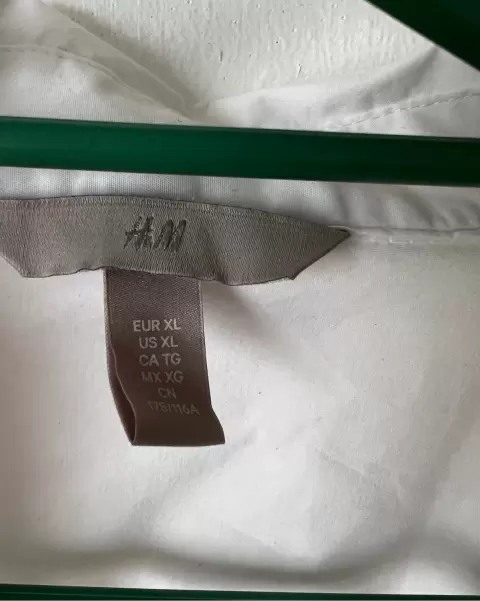 H&M
EUR XL
US XL
CA TG
MX XG
CN
175/116A